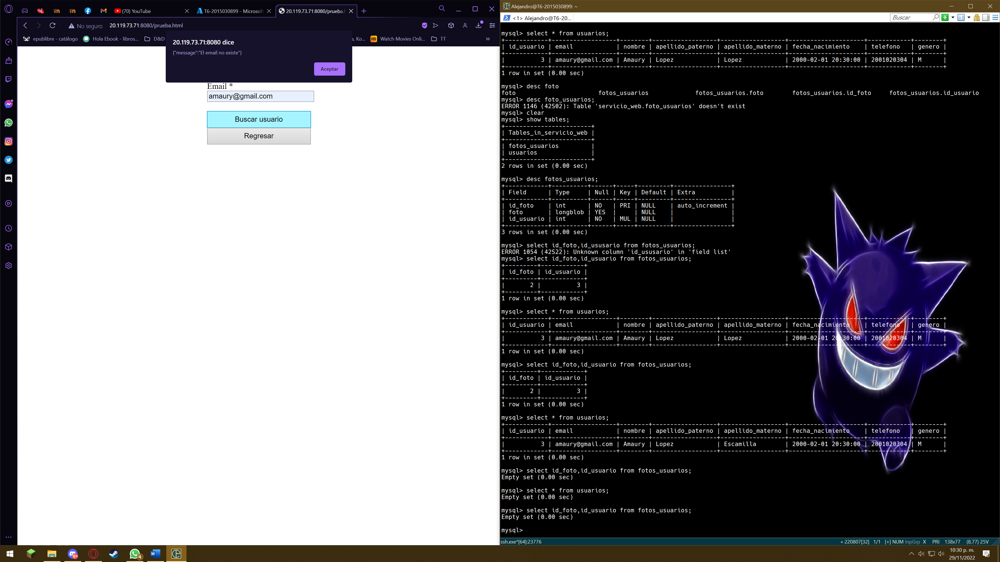 (70) YouTube
T6-2015030899 - Microsoft
20.119.73.71:8080/prueba.h
No seguro
20.119.73.71:8080/prueba.html
epublibre - catálogo
Hola Ebook - libros...
D&D
a, Ko...
Watch Movies Onli...
TT
20.119.73.71:8080 dice
{"message":"El email no existe"}
Aceptar
Email *
amaury@gmail.com
Buscar usuario
Regresar
Alejandro@T6-2015030899: ~
<1> Alejandro@T6-20...
Buscar
mysql> select * from usuarios;
+------------+------------------+--------+------------------+------------------+---------------------+------------+--------+
| id_usuario | email            | nombre | apellido_paterno | apellido_materno | fecha_nacimiento    | telefono   | genero |
+------------+------------------+--------+------------------+------------------+---------------------+------------+--------+
|          3 | amaury@gmail.com | Amaury | Lopez            | Lopez            | 2000-02-01 20:30:00 | 2001020304 | M      |
+------------+------------------+--------+------------------+------------------+---------------------+------------+--------+
1 row in set (0.00 sec)
mysql> desc foto
foto                       fotos_usuarios             fotos_usuarios.foto        fotos_usuarios.id_foto     fotos_usuarios.id_usuario
mysql> desc foto_usuarios;
ERROR 1146 (42S02): Table 'servicio_web.foto_usuarios' doesn't exist
mysql> clear
mysql> show tables;
+------------------------+
| Tables_in_servicio_web |
+------------------------+
| fotos_usuarios         |
| usuarios               |
+------------------------+
2 rows in set (0.00 sec)
mysql> desc fotos_usuarios;
+------------+----------+------+-----+---------+----------------+
| Field      | Type     | Null | Key | Default | Extra          |
+------------+----------+------+-----+---------+----------------+
| id_foto    | int      | NO   | PRI | NULL    | auto_increment |
| foto       | longblob | YES  |     | NULL    |                |
| id_usuario | int      | NO   | MUL | NULL    |                |
+------------+----------+------+-----+---------+----------------+
3 rows in set (0.00 sec)
mysql> select id_foto,id_ususario from fotos_usuarios;
ERROR 1054 (42S22): Unknown column 'id_ususario' in 'field list'
mysql> select id_foto,id_usuario from fotos_usuarios;
+---------+------------+
| id_foto | id_usuario |
+---------+------------+
|       2 |          3 |
+---------+------------+
1 row in set (0.00 sec)
mysql> select * from usuarios;
+------------+------------------+--------+------------------+------------------+---------------------+------------+--------+
| id_usuario | email            | nombre | apellido_paterno | apellido_materno | fecha_nacimiento    | telefono   | genero |
+------------+------------------+--------+------------------+------------------+---------------------+------------+--------+
|          3 | amaury@gmail.com | Amaury | Lopez            | Lopez            | 2000-02-01 20:30:00 | 2001020304 | M      |
+------------+------------------+--------+------------------+------------------+---------------------+------------+--------+
1 row in set (0.00 sec)
mysql> select id_foto,id_usuario from fotos_usuarios;
+---------+------------+
| id_foto | id_usuario |
+---------+------------+
|       2 |          3 |
+---------+------------+
1 row in set (0.00 sec)
mysql> select * from usuarios;
+------------+------------------+--------+------------------+------------------+---------------------+------------+--------+
| id_usuario | email            | nombre | apellido_paterno | apellido_materno | fecha_nacimiento    | telefono   | genero |
+------------+------------------+--------+------------------+------------------+---------------------+------------+--------+
|          3 | amaury@gmail.com | Amaury | Lopez            | Escamilla        | 2000-02-01 20:30:00 | 2001020304 | M      |
+------------+------------------+--------+------------------+------------------+---------------------+------------+--------+
1 row in set (0.00 sec)
mysql> select id_foto,id_usuario from fotos_usuarios;
Empty set (0.00 sec)
mysql> select * from usuarios;
Empty set (0.00 sec)
mysql> select id_foto,id_usuario from fotos_usuarios;
Empty set (0.00 sec)
mysql>
ssh.exe*[64]:23776
« 220807[32] 1/1 [+] NUM InpGrp X PRI 138x77 (8,77) 25V
9+
4
10:30 p. m.
29/11/2022